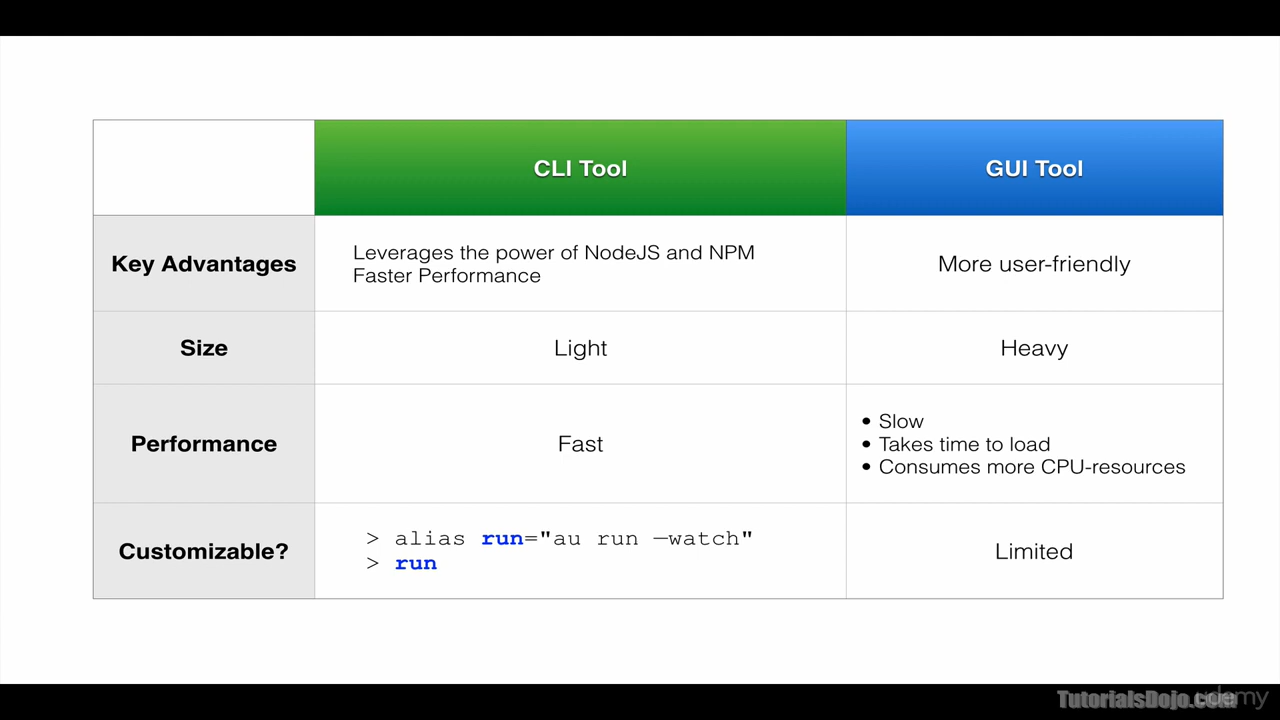 CLI Tool
GUI Tool
Key Advantages
Leverages the power of NodeJS and NPM
Faster Performance
More user-friendly
Size
Light
Heavy
Performance
Fast
• Slow
• Takes time to load
• Consumes more CPU-resources
Customizable?
> alias run="au run —watch"
> run
Limited
TutorialsDojo.com
udemy